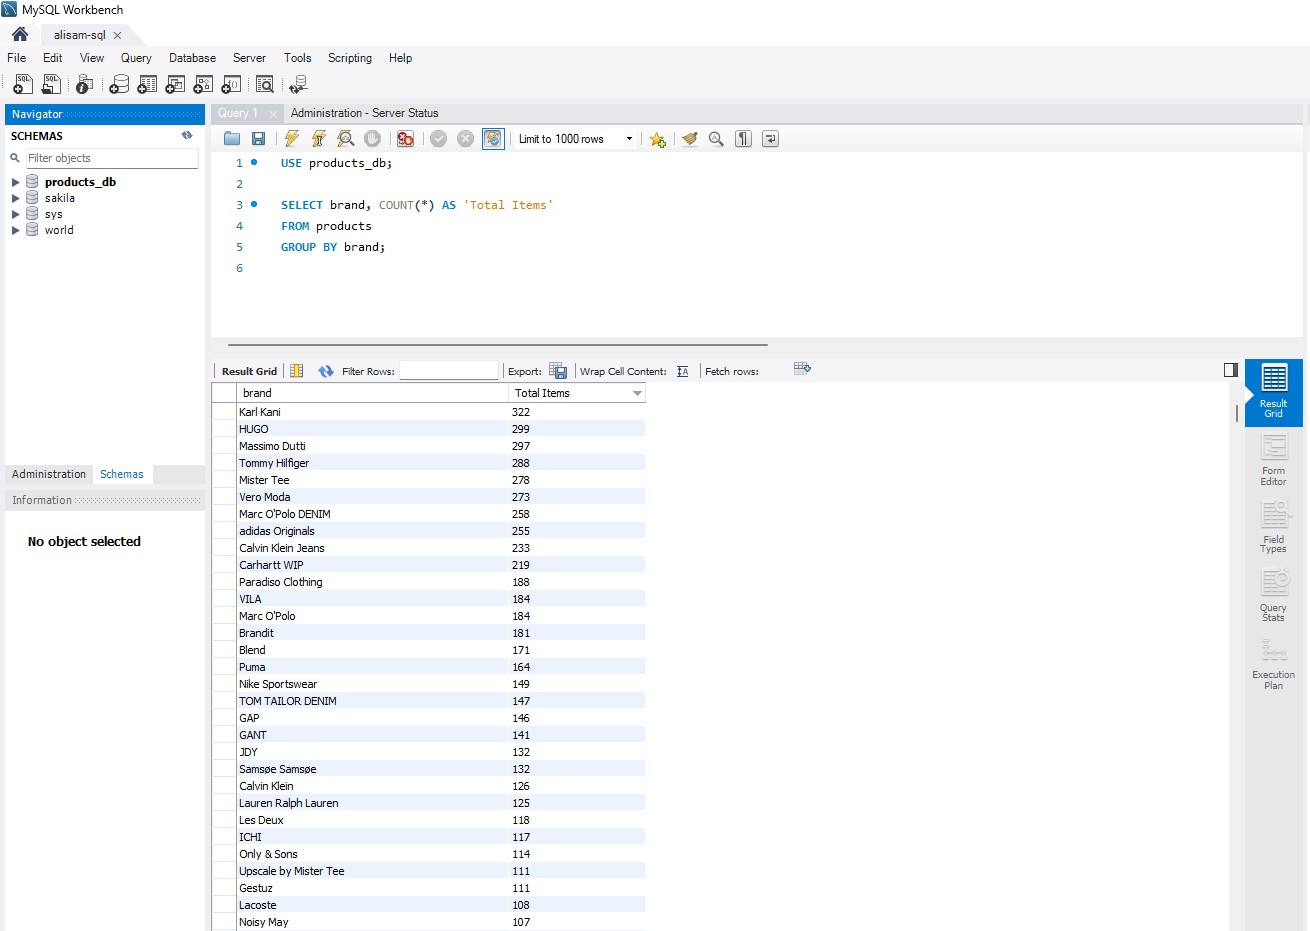 MySQL Workbench
alisam-sql
File Edit View Query Database Server Tools Scripting Help
Navigator
SCHEMAS
Filter objects
products_db
sakila
sys
world
Administration Schemas
Information
No object selected
Query 1 Administration - Server Status
Limit to 1000 rows
1 USE products_db;
2
3 SELECT brand, COUNT(*) AS 'Total Items'
4 FROM products
5 GROUP BY brand;
6
Result Grid Filter Rows: Export: Wrap Cell Content: Fetch rows:
brand Total Items
Karl Kani 322
HUGO 299
Massimo Dutti 297
Tommy Hilfiger 288
Mister Tee 278
Vero Moda 273
Marc O'Polo DENIM 258
adidas Originals 255
Calvin Klein Jeans 233
Carhartt WIP 219
Paradiso Clothing 188
VILA 184
Marc O'Polo 184
Brandit 181
Blend 171
Puma 164
Nike Sportswear 149
TOM TAILOR DENIM 147
GAP 146
GANT 141
JDY 132
Samsøe Samsøe 132
Calvin Klein 126
Lauren Ralph Lauren 125
Les Deux 118
ICHI 117
Only & Sons 114
Upscale by Mister Tee 111
Gestuz 111
Lacoste 108
Noisy May 107
Result
Grid
Form
Editor
Field
Types
Query
Stats
Execution
Plan